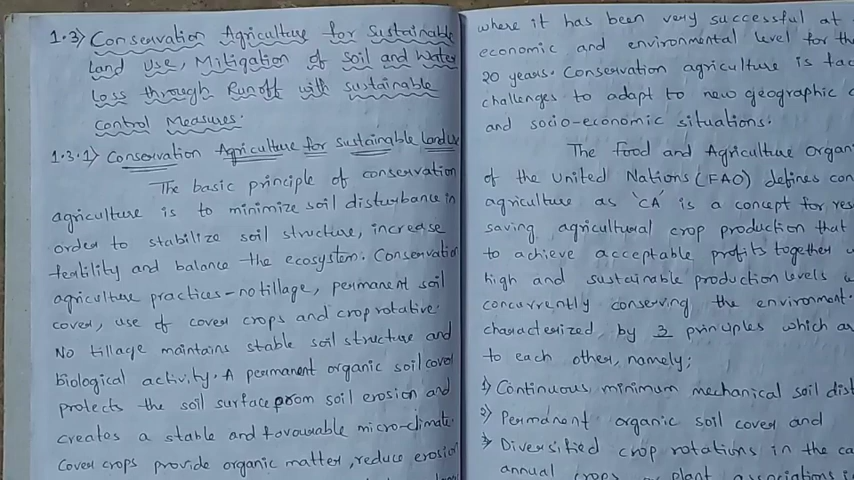 1.3) Conservation Agriculture for Sustainable
Land Use, Mitigation of Soil and Water
Loss through Runoff with sustainable
Control Measures.
1.3.1) Conservation Agriculture for Sustainable
The basic principle of conservation
agriculture is to minimize soil disturbance in
order to stabilize soil structure, increase
fertility and balance the ecosystem. Conservation
agriculture practices - no tillage, permanent soil
cover, use of cover crops and crop rotative.
No tillage maintains stable soil structure and
biological activity. A permanent organic soil cover
protects the soil surface from soil erosion and
creates a stable and favourable micro-climate.
Cover crops provide organic matter, reduce erosion
where it has been very successful at
economic and environmental level for the
20 years. Conservation agriculture is
challenges to adapt to new geographic
and socio-economic situations.
The Food and Agriculture
of the United Nations (FAO) defines
agriculture as 'CA' is a concept for
saving agricultural crop production that
to achieve acceptable profits together
high and sustainable production levels
concurrently conserving the environment.
characterized by 3 principles which
to each other, namely;
1) Continuous minimum mechanical soil
2) Permanent organic soil cover and
3) Diversified crop rotations in the
annual crops or plant associations